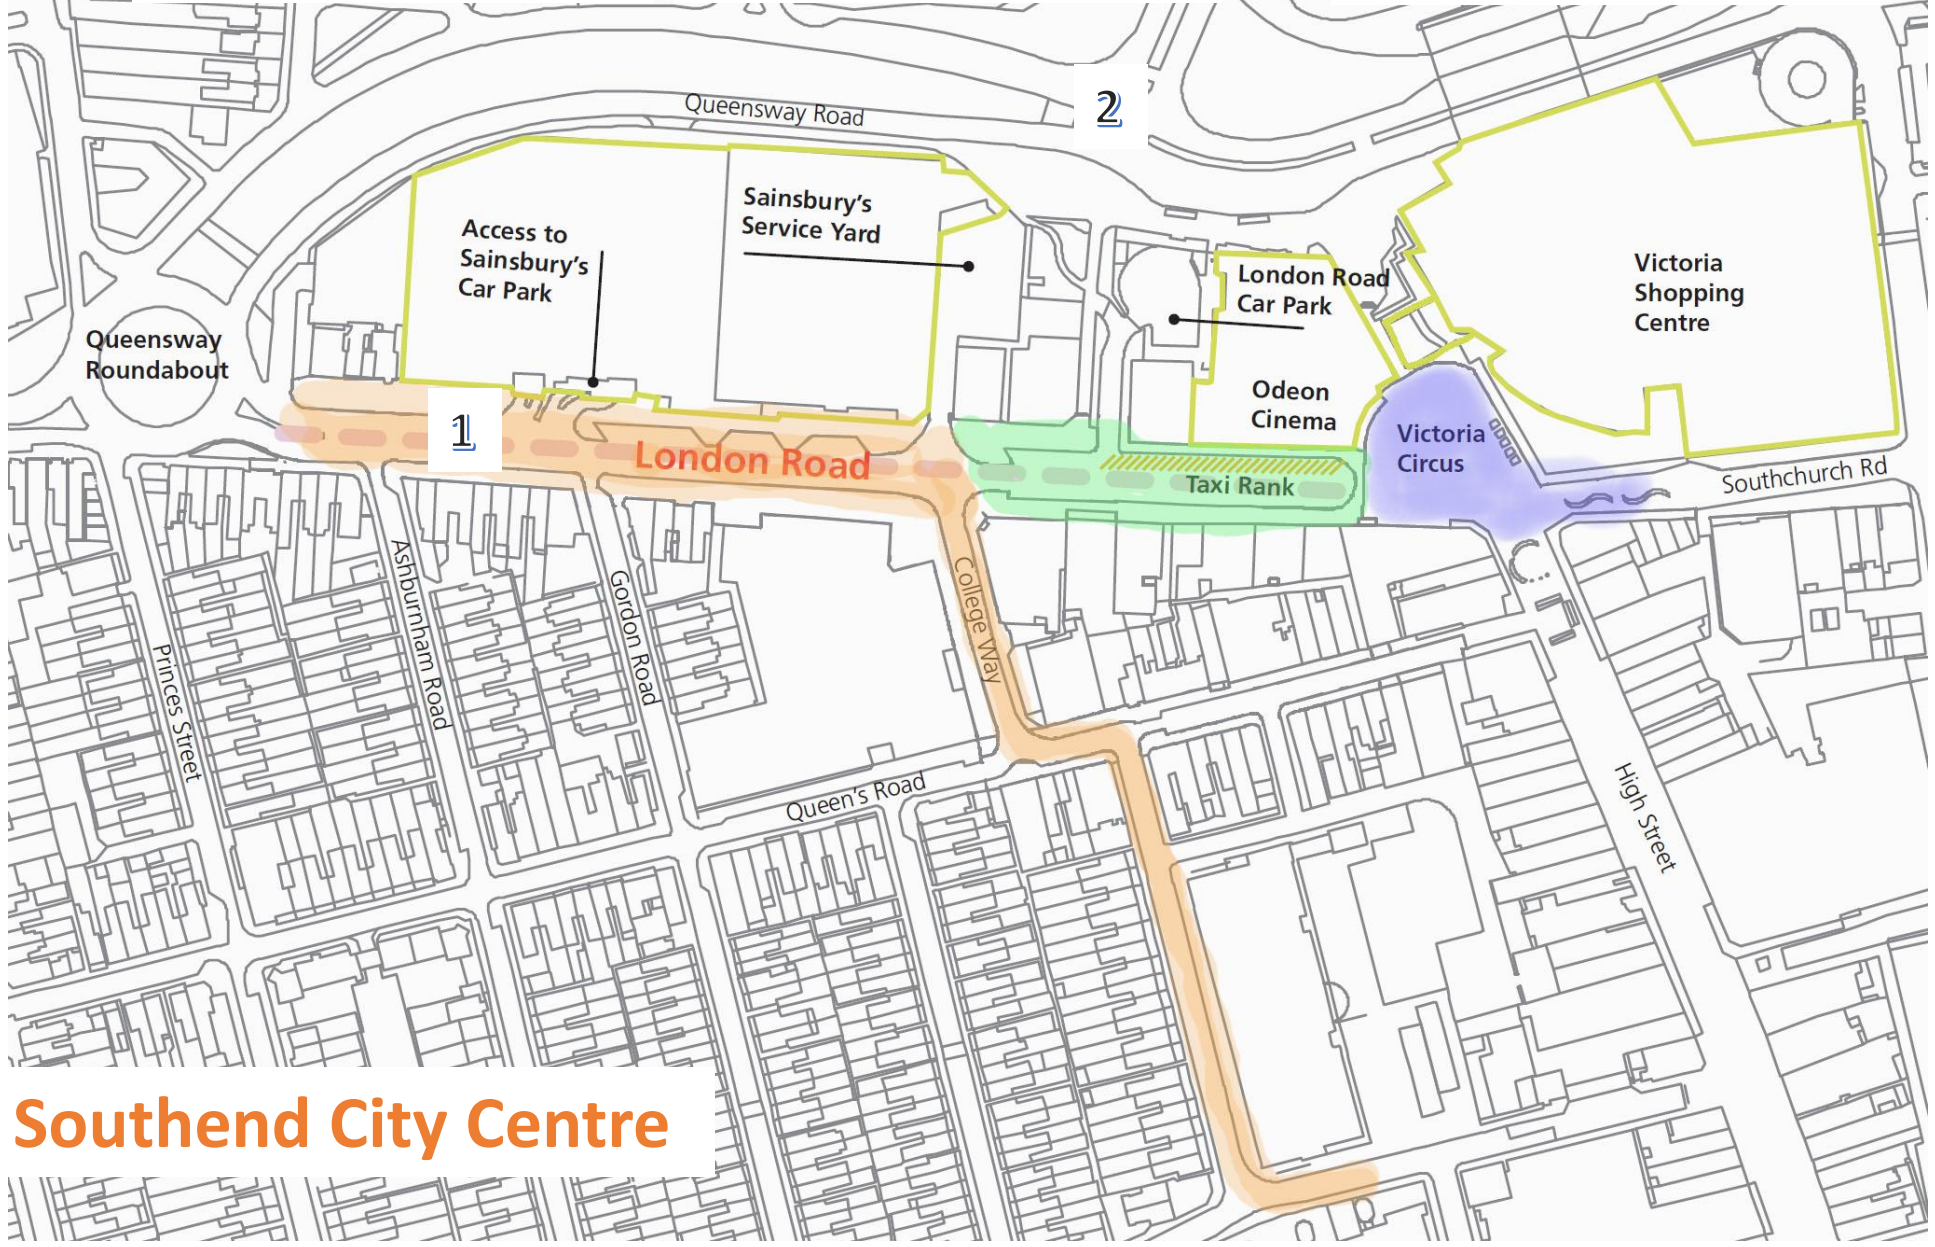 2
Queensway Road
Sainsbury's
Service Yard
Access to
Sainsbury's
Car Park
London Road
Car Park
Victoria
Shopping
Centre
Queensway
Roundabout
Odeon
Cinema
1
London Road
Victoria
Circus
Taxi Rank
Southchurch Rd
Ashburnham Road
Gordon Road
College Way
Princes Street
Queen's Road
High Street
Southend City Centre